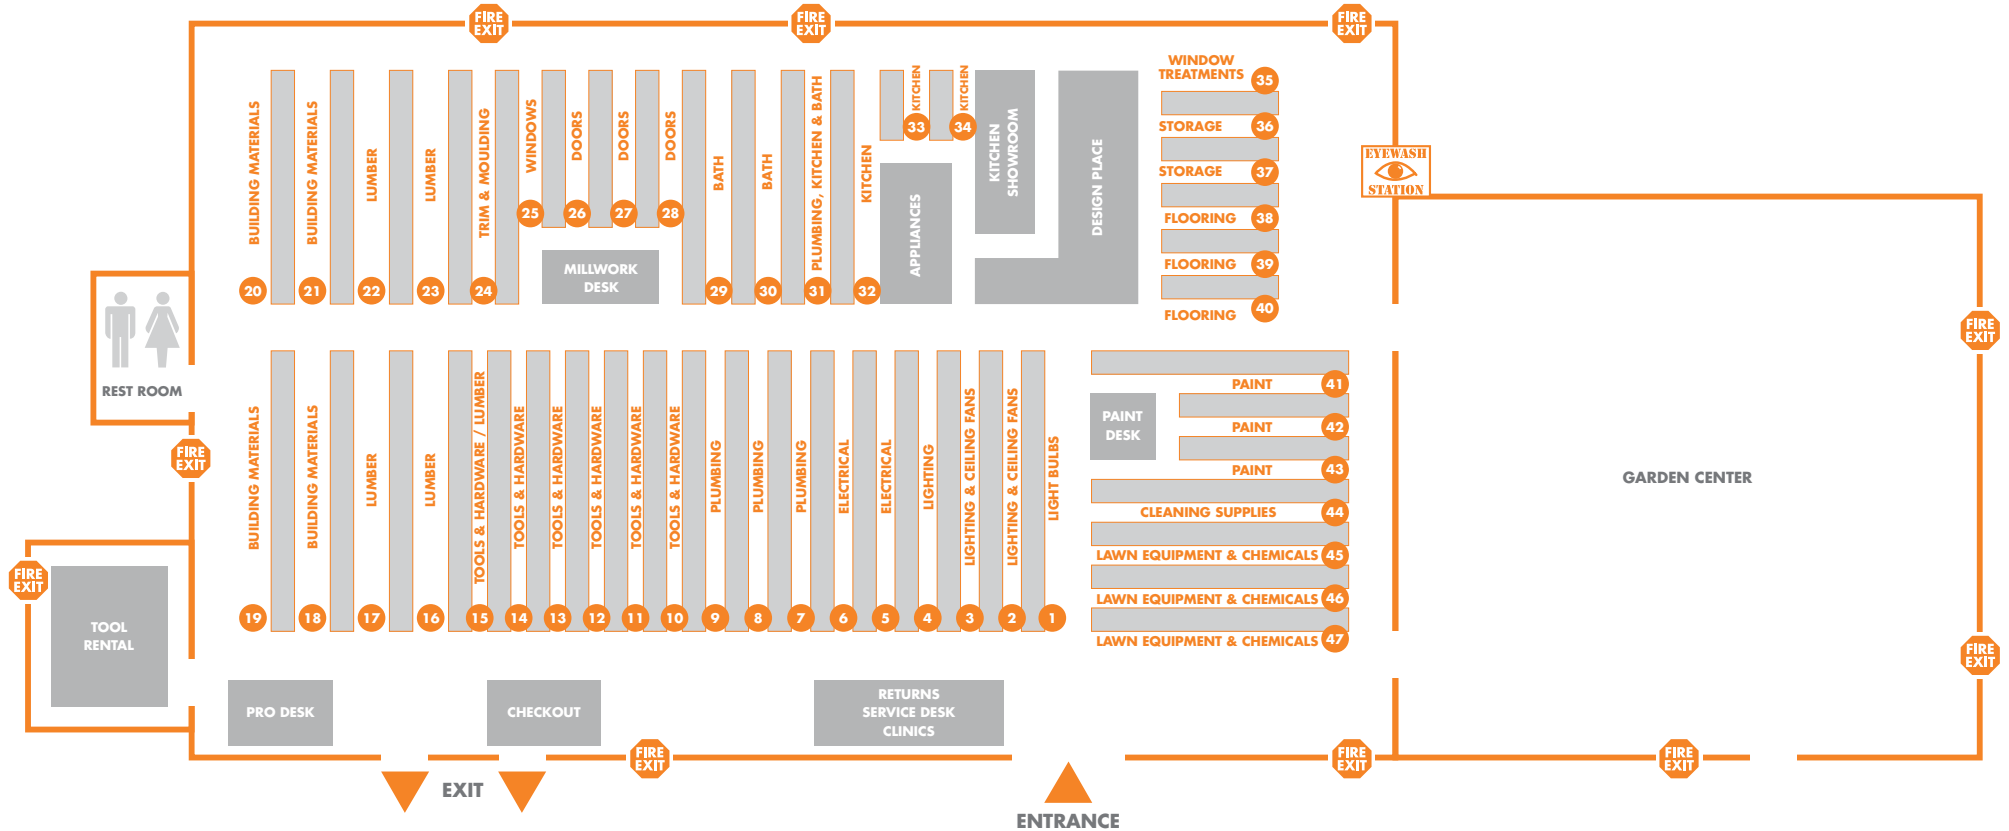 FIRE
EXIT
FIRE
EXIT
FIRE
EXIT
BUILDING MATERIALS
20
BUILDING MATERIALS
21
LUMBER
22
LUMBER
23
TRIM & MOULDING
24
WINDOWS
25
DOORS
26
DOORS
27
DOORS
28
BATH
29
BATH
30
PLUMBING, KITCHEN & BATH
31
KITCHEN
32
KITCHEN
33
KITCHEN
34
MILLWORK
DESK
APPLIANCES
KITCHEN
SHOWROOM
DESIGN PLACE
WINDOW
TREATMENTS
35
STORAGE
36
STORAGE
37
FLOORING
38
FLOORING
39
FLOORING
40
EYEWASH
STATION
REST ROOM
FIRE
EXIT
FIRE
EXIT
TOOL
RENTAL
BUILDING MATERIALS
19
BUILDING MATERIALS
18
LUMBER
17
LUMBER
16
TOOLS & HARDWARE / LUMBER
15
TOOLS & HARDWARE
14
TOOLS & HARDWARE
13
TOOLS & HARDWARE
12
TOOLS & HARDWARE
11
TOOLS & HARDWARE
10
PLUMBING
9
PLUMBING
8
PLUMBING
7
ELECTRICAL
6
ELECTRICAL
5
LIGHTING
4
LIGHTING & CEILING FANS
3
LIGHTING & CEILING FANS
2
LIGHT BULBS
1
PAINT
41
PAINT
DESK
PAINT
42
PAINT
43
CLEANING SUPPLIES
44
LAWN EQUIPMENT & CHEMICALS
45
LAWN EQUIPMENT & CHEMICALS
46
LAWN EQUIPMENT & CHEMICALS
47
GARDEN CENTER
FIRE
EXIT
FIRE
EXIT
PRO DESK
CHECKOUT
RETURNS
SERVICE DESK
CLINICS
FIRE
EXIT
FIRE
EXIT
FIRE
EXIT
EXIT
ENTRANCE